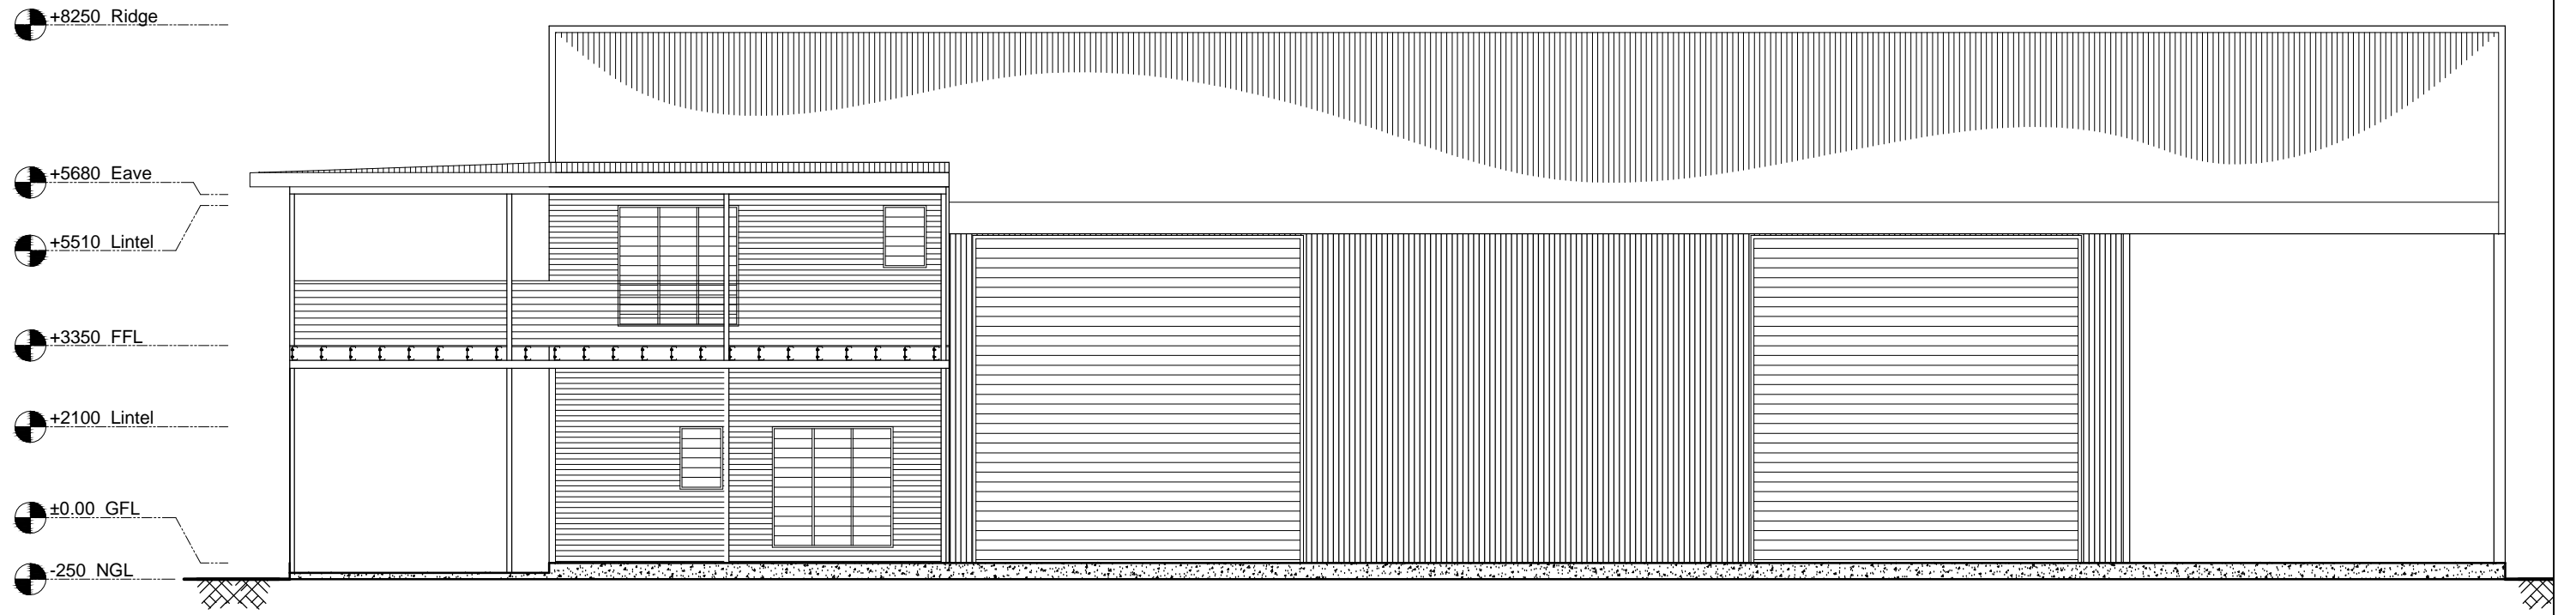 +8250 Ridge
+5680 Eave
+5510 Lintel
+3350 FFL
+2100 Lintel
±0.00 GFL
-250 NGL